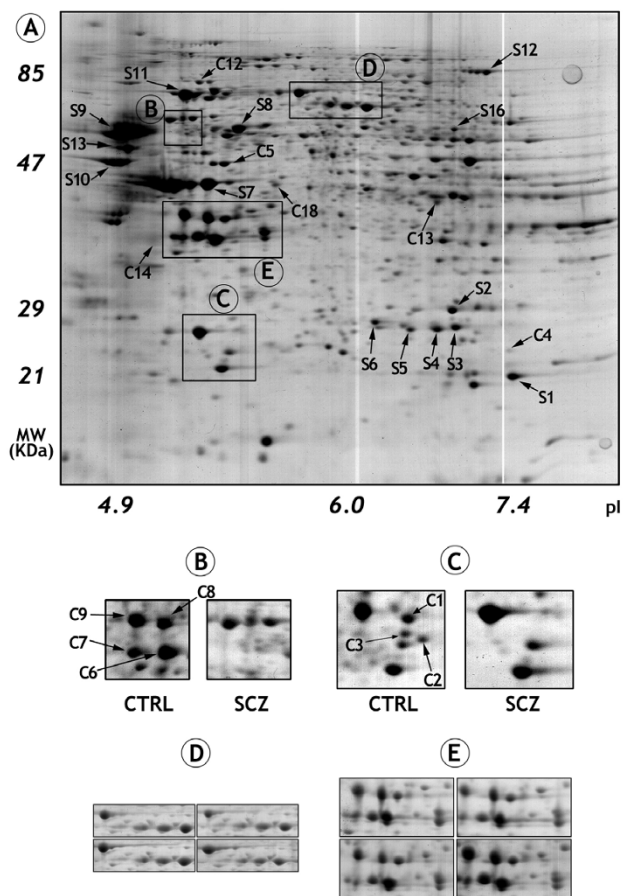 A
85
47
29
21
MW
(KDa)
4.9 6.0 7.4 pI
S11
C12
D
S12
B
S9
S8
S16
S13
C5
S10
S7
C18
C13
C14
E
C
S2
C4
S6
S5
S4
S3
S1
B
C9
C8
C7
C6
CTRL SCZ
C
C1
C3
C2
CTRL SCZ
D
E